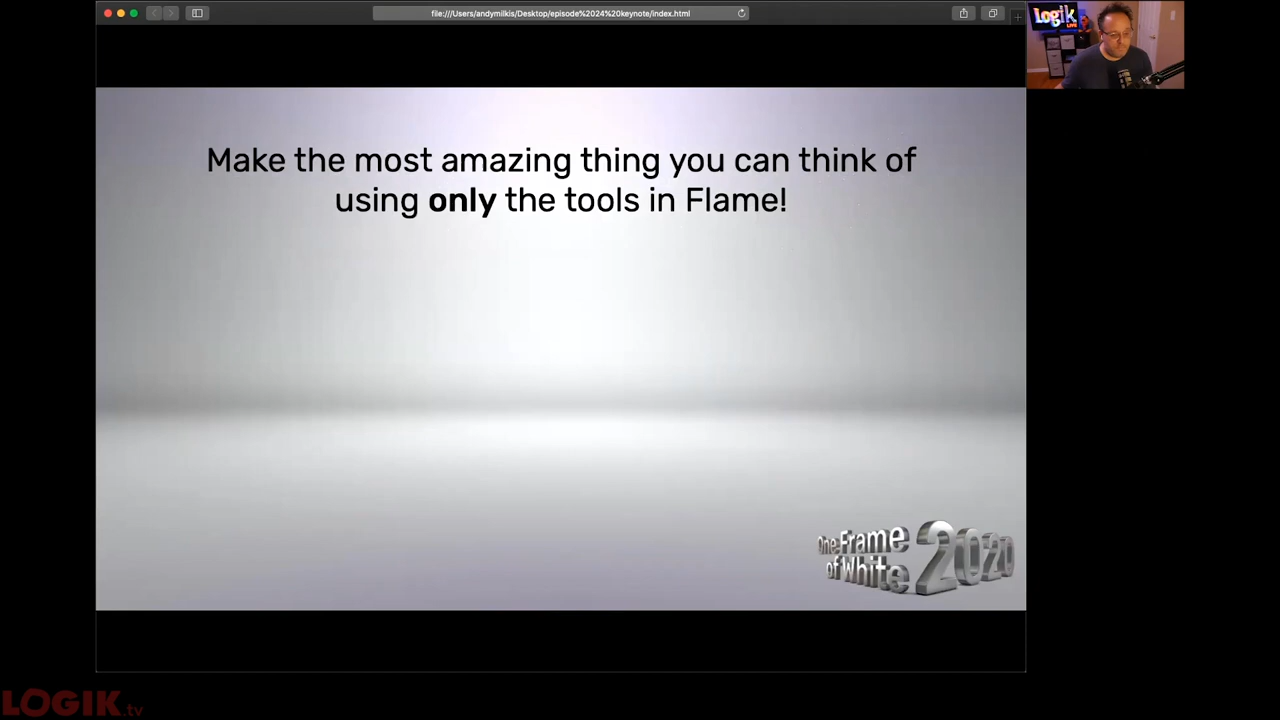 file:///Users/andymilkis/Desktop/episode%2024%20keynote/index.html
Logik
LIVE
Make the most amazing thing you can think of
using only the tools in Flame!
One Frame
of White
2020
LOGIK.tv